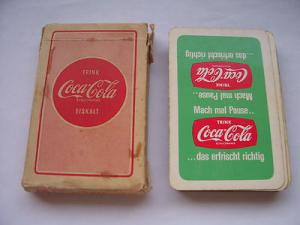 TRINK
Coca-Cola
EISKALT
...das erfrischt richtig
Coca-Cola
TRINK
Mach mal Pause..
Mach mal Pause..
TRINK
Coca-Cola
...das erfrischt richtig